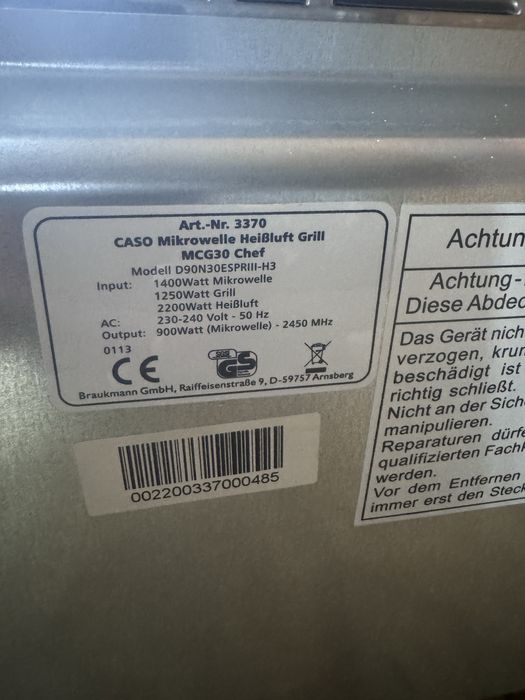 Art.-Nr. 3370
CASO Mikrowelle Heißluft Grill
MCG30 Chef
Modell D90N30ESPRIII-H3
Input: 1400Watt Mikrowelle
1250Watt Grill
2200Watt Heißluft
AC: 230-240 Volt - 50 Hz
Output: 900Watt (Mikrowelle) - 2450 MHz
0113
CE
GS
Braukmann GmbH, Raiffeisenstraße 9, D-59757 Arnsberg
002200337000485
Achtun
Achtung-
Diese Abdec
Das Gerät nich
verzogen, krun
beschädigt ist
richtig schließt.
Nicht an der Sich
manipulieren.
Reparaturen dürfe
qualifizierten Fach
werden.
Vor dem Entfernen
immer erst den Steck